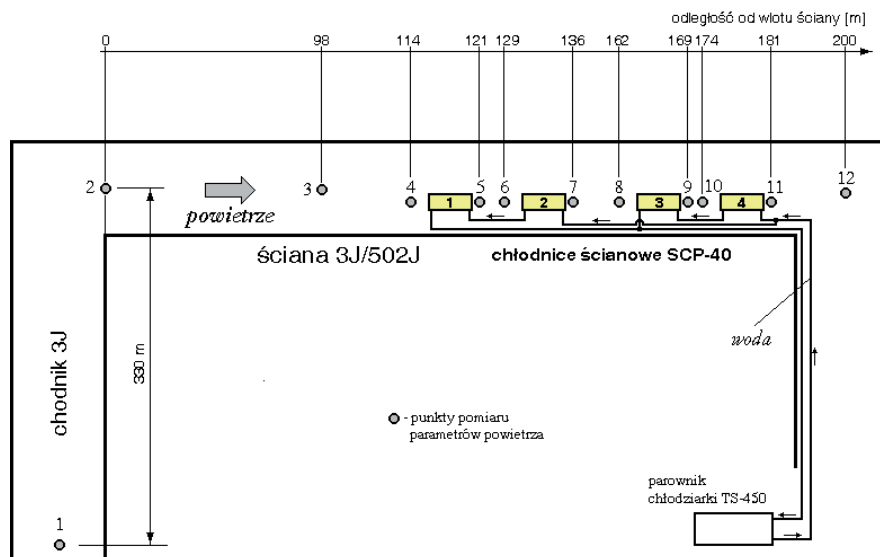 odległość od wlotu ściany [m]
0 98 114 121 129 136 162 169 174 181 200
2 3 4 5 6 7 8 9 10 11 12
1 2 3 4
powietrze
ściana 3J/502J
chłodnice ścianowe SCP-40
woda
330 m
chodnik 3J
- punkty pomiaru
parametrów powietrza
parownik
chłodziarki TS-450
1